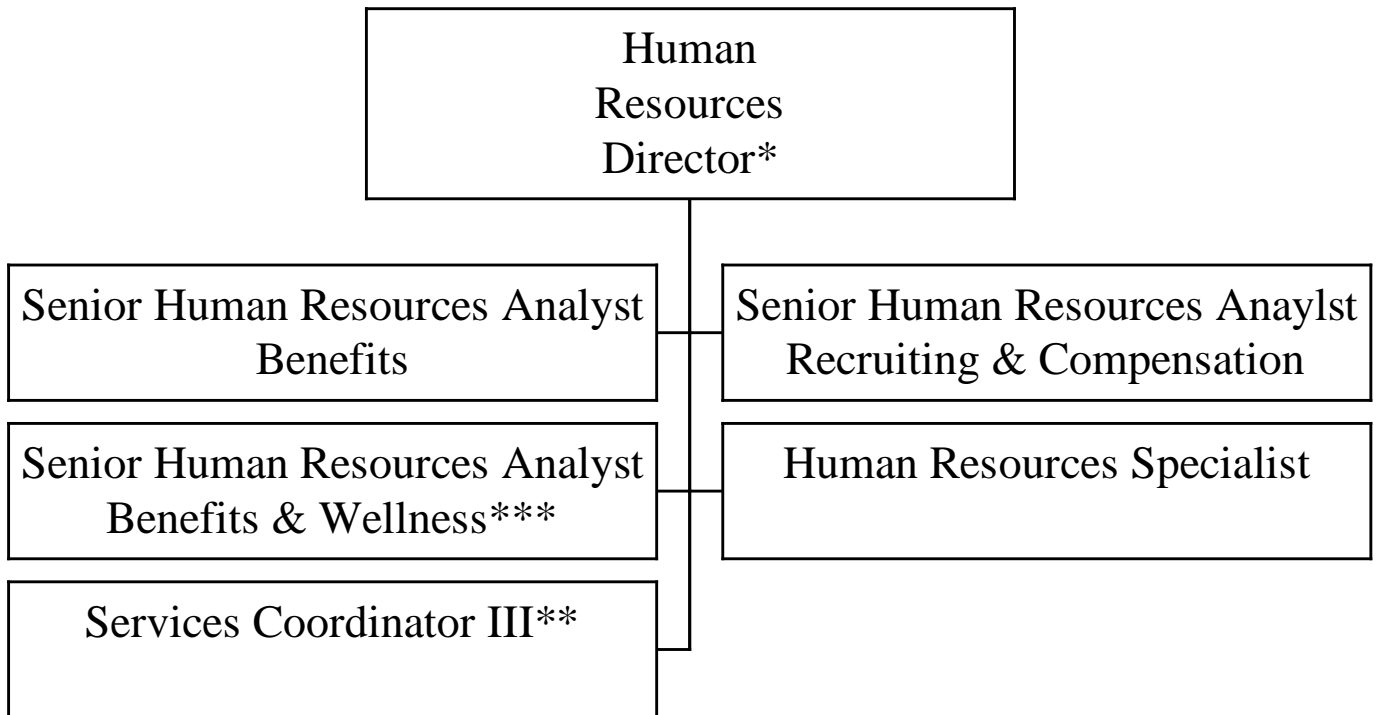 Human
Resources
Director*
Senior Human Resources Analyst
Benefits
Senior Human Resources Anaylst
Recruiting & Compensation
Senior Human Resources Analyst
Benefits & Wellness***
Human Resources Specialist
Services Coordinator III**